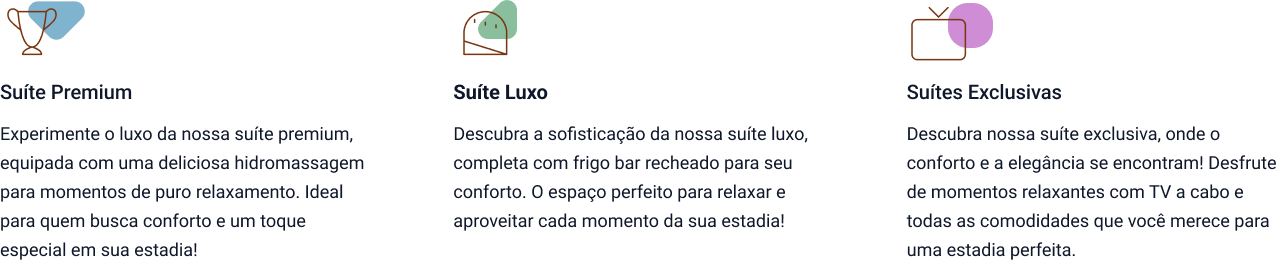 Suíte Premium
Experimente o luxo da nossa suíte premium,
equipada com uma deliciosa hidromassagem
para momentos de puro relaxamento. Ideal
para quem busca conforto e um toque
especial em sua estadia!
Suíte Luxo
Descubra a sofisticação da nossa suíte luxo,
completa com frigo bar recheado para seu
conforto. O espaço perfeito para relaxar e
aproveitar cada momento da sua estadia!
Suítes Exclusivas
Descubra nossa suíte exclusiva, onde o
conforto e a elegância se encontram! Desfrute
de momentos relaxantes com TV a cabo e
todas as comodidades que você merece para
uma estadia perfeita.